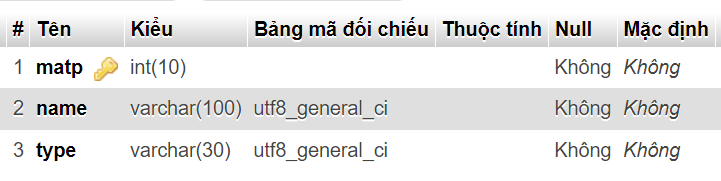 # Tên Kiểu Bảng mã đối chiếu Thuộc tính Null Mặc định
1 matp int(10) Không Không
2 name varchar(100) utf8_general_ci Không Không
3 type varchar(30) utf8_general_ci Không Không